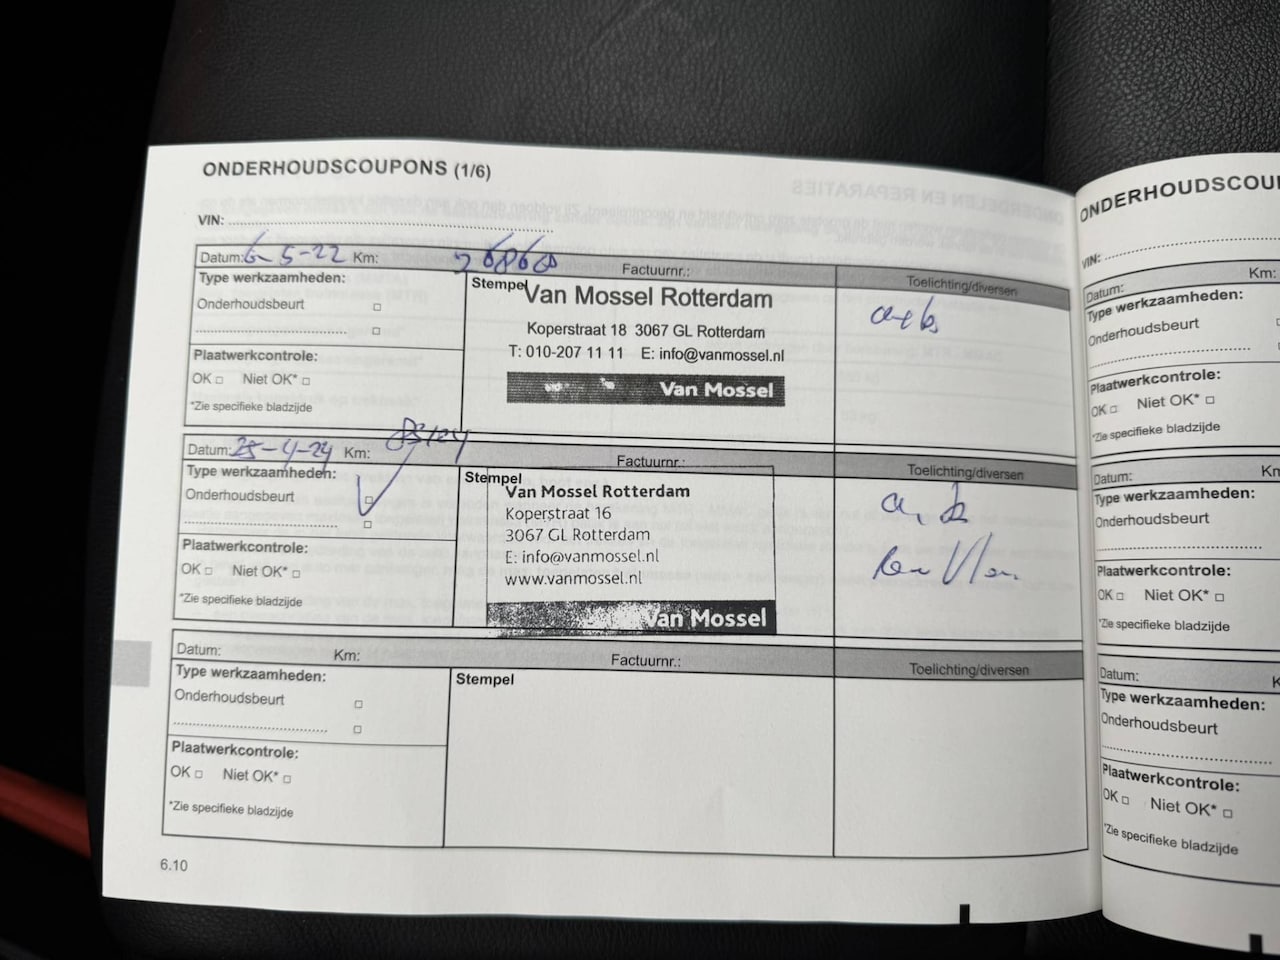 ONDERHOUDSCOUPONS (1/6)
VIN:
Datum: 6-5-22 Km: Factuurnr.: Toelichting/diversen
Type werkzaamheden:
Onderhoudsbeurt
Plaatwerkcontrole:
OK □ Niet OK* □
*Zie specifieke bladzijde
Stempel
Van Mossel Rotterdam
Koperstraat 18 3067 GL Rotterdam
T: 010-207 11 11 E: info@vanmossel.nl
Van Mossel
Datum: 25-4-24 Km: Factuurnr.: Toelichting/diversen
Type werkzaamheden:
Onderhoudsbeurt
Plaatwerkcontrole:
OK □ Niet OK* □
*Zie specifieke bladzijde
Stempel
Van Mossel Rotterdam
Koperstraat 16
3067 GL Rotterdam
E: info@vanmossel.nl
www.vanmossel.nl
Van Mossel
Datum: Km: Factuurnr.: Toelichting/diversen
Type werkzaamheden:
Onderhoudsbeurt
Plaatwerkcontrole:
OK □ Niet OK* □
*Zie specifieke bladzijde
Stempel
6.10
ONDERHOUDSCOU
VIN:
Datum: Km:
Type werkzaamheden:
Onderhoudsbeurt
Plaatwerkcontrole:
OK □ Niet OK* □
*Zie specifieke bladzijde
Datum: Km
Type werkzaamheden:
Onderhoudsbeurt
Plaatwerkcontrole:
OK □ Niet OK* □
*Zie specifieke bladzijde
Datum: K
Type werkzaamheden:
Onderhoudsbeurt
Plaatwerkcontrole:
OK □ Niet OK* □
*Zie specifieke bladzijde